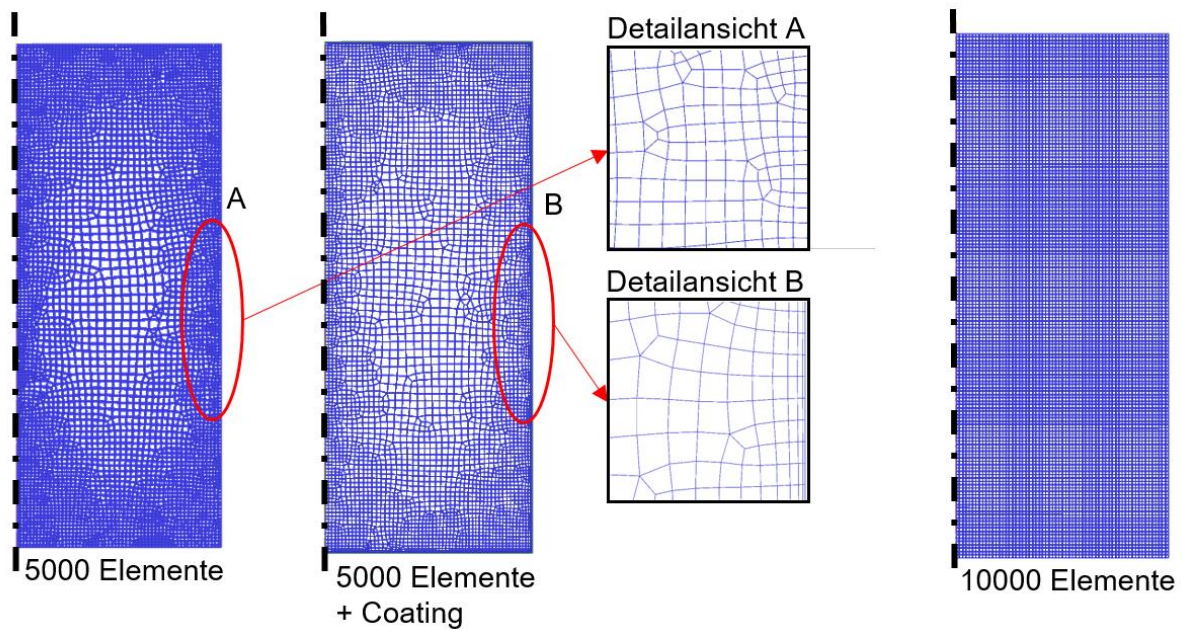 Detailansicht A
A
B
Detailansicht B
5000 Elemente
5000 Elemente
+ Coating
10000 Elemente